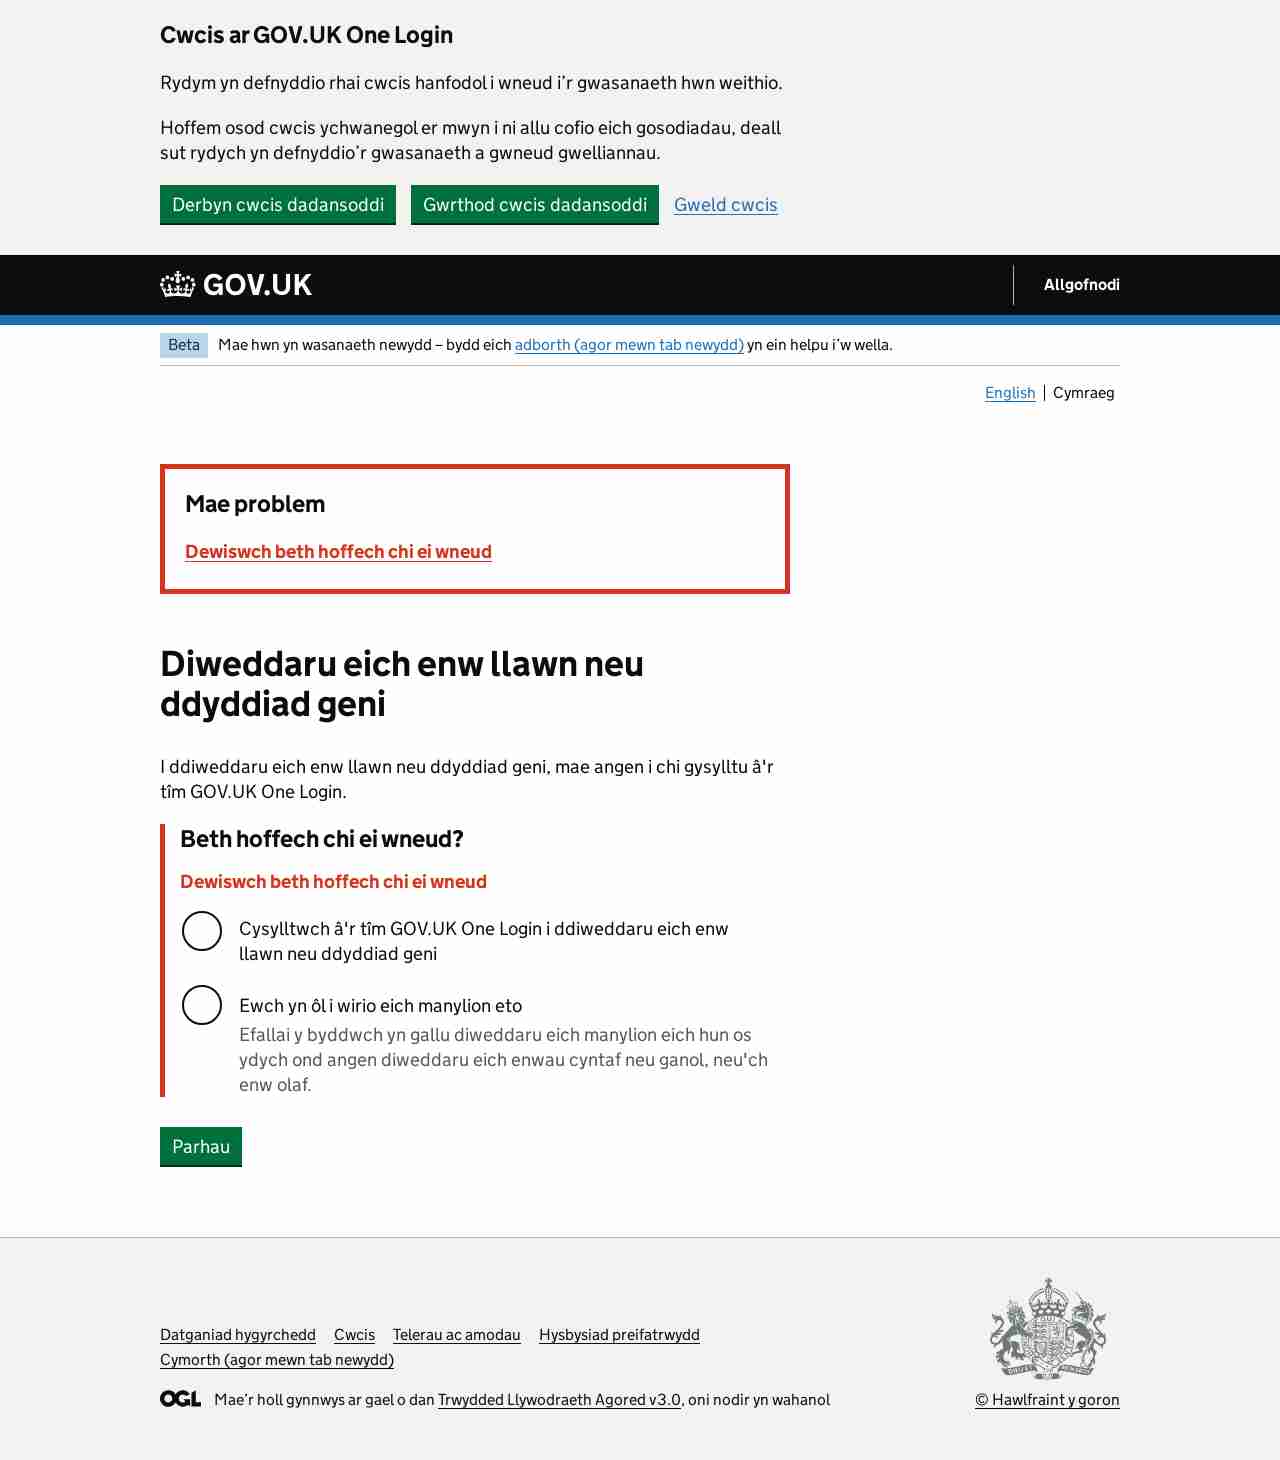 Cwcis ar GOV.UK One Login
Rydym yn defnyddio rhai cwcis hanfodol i wneud i’r gwasanaeth hwn weithio.
Hoffem osod cwcis ychwanegol er mwyn i ni allu cofio eich gosodiadau, deall
sut rydych yn defnyddio’r gwasanaeth a gwneud gwelliannau.
Derbyn cwcis dadansoddi Gwrthod cwcis dadansoddi Gweld cwcis
GOV.UK Allgofnodi
Beta Mae hwn yn wasanaeth newydd – bydd eich adborth (agor mewn tab newydd) yn ein helpu i’w wella.
English Cymraeg
Mae problem
Dewiswch beth hoffech chi ei wneud
Diweddaru eich enw llawn neu
ddyddiad geni
I ddiweddaru eich enw llawn neu ddyddiad geni, mae angen i chi gysylltu â'r
tîm GOV.UK One Login.
Beth hoffech chi ei wneud?
Dewiswch beth hoffech chi ei wneud
Cysylltwch â'r tîm GOV.UK One Login i ddiweddaru eich enw
llawn neu ddyddiad geni
Ewch yn ôl i wirio eich manylion eto
Efallai y byddwch yn gallu diweddaru eich manylion eich hun os
ydych ond angen diweddaru eich enwau cyntaf neu ganol, neu'ch
enw olaf.
Parhau
Datganiad hygyrchedd Cwcis Telerau ac amodau Hysbysiad preifatrwydd
Cymorth (agor mewn tab newydd)
OGL Mae’r holl gynnwys ar gael o dan Trwydded Llywodraeth Agored v3.0, oni nodir yn wahanol
© Hawlfraint y goron